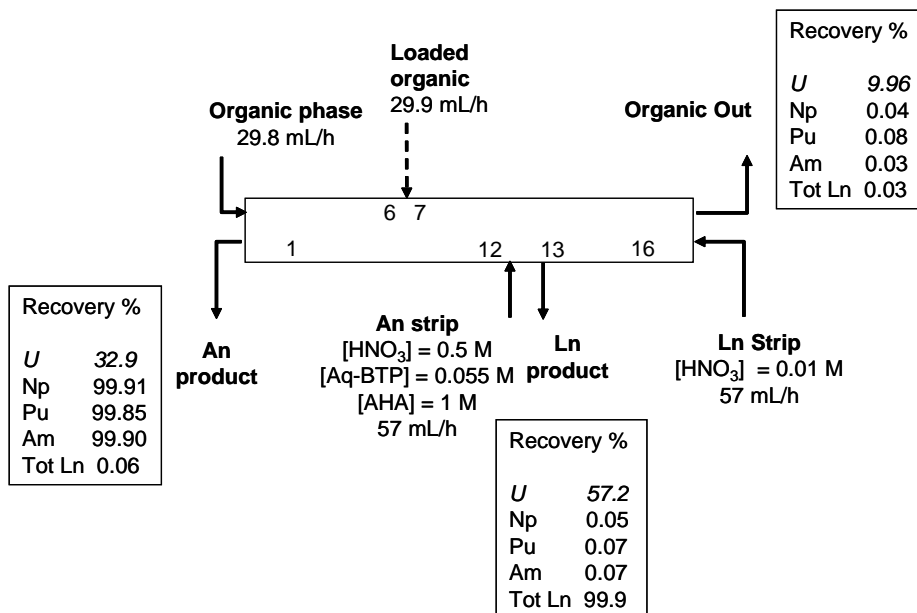 Loaded
organic
29.9 mL/h
Organic phase
29.8 mL/h
Organic Out
Recovery %
U 9.96
Np 0.04
Pu 0.08
Am 0.03
Tot Ln 0.03
6 7
1 12 13 16
Recovery %
U 32.9
Np 99.91
Pu 99.85
Am 99.90
Tot Ln 0.06
An
product
An strip
[HNO₃] = 0.5 M
[Aq-BTP] = 0.055 M
[AHA] = 1 M
57 mL/h
Ln
product
Ln Strip
[HNO₃] = 0.01 M
57 mL/h
Recovery %
U 57.2
Np 0.05
Pu 0.07
Am 0.07
Tot Ln 99.9